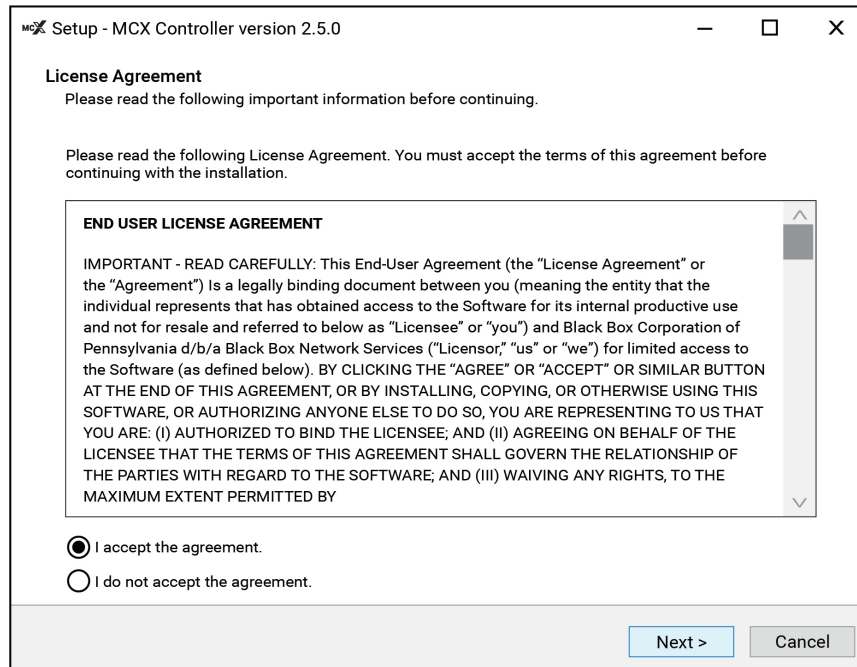 MCX Setup - MCX Controller version 2.5.0
License Agreement
Please read the following important information before continuing.
Please read the following License Agreement. You must accept the terms of this agreement before
continuing with the installation.
END USER LICENSE AGREEMENT
IMPORTANT - READ CAREFULLY: This End-User Agreement (the “License Agreement” or
the “Agreement”) Is a legally binding document between you (meaning the entity that the
individual represents that has obtained access to the Software for its internal productive use
and not for resale and referred to below as “Licensee” or “you”) and Black Box Corporation of
Pennsylvania d/b/a Black Box Network Services (“Licensor,” “us” or “we”) for limited access to
the Software (as defined below). BY CLICKING THE “AGREE” OR “ACCEPT” OR SIMILAR BUTTON
AT THE END OF THIS AGREEMENT, OR BY INSTALLING, COPYING, OR OTHERWISE USING THIS
SOFTWARE, OR AUTHORIZING ANYONE ELSE TO DO SO, YOU ARE REPRESENTING TO US THAT
YOU ARE: (I) AUTHORIZED TO BIND THE LICENSEE; AND (II) AGREEING ON BEHALF OF THE
LICENSEE THAT THE TERMS OF THIS AGREEMENT SHALL GOVERN THE RELATIONSHIP OF
THE PARTIES WITH REGARD TO THE SOFTWARE; AND (III) WAIVING ANY RIGHTS, TO THE
MAXIMUM EXTENT PERMITTED BY
I accept the agreement.
I do not accept the agreement.
Next >
Cancel